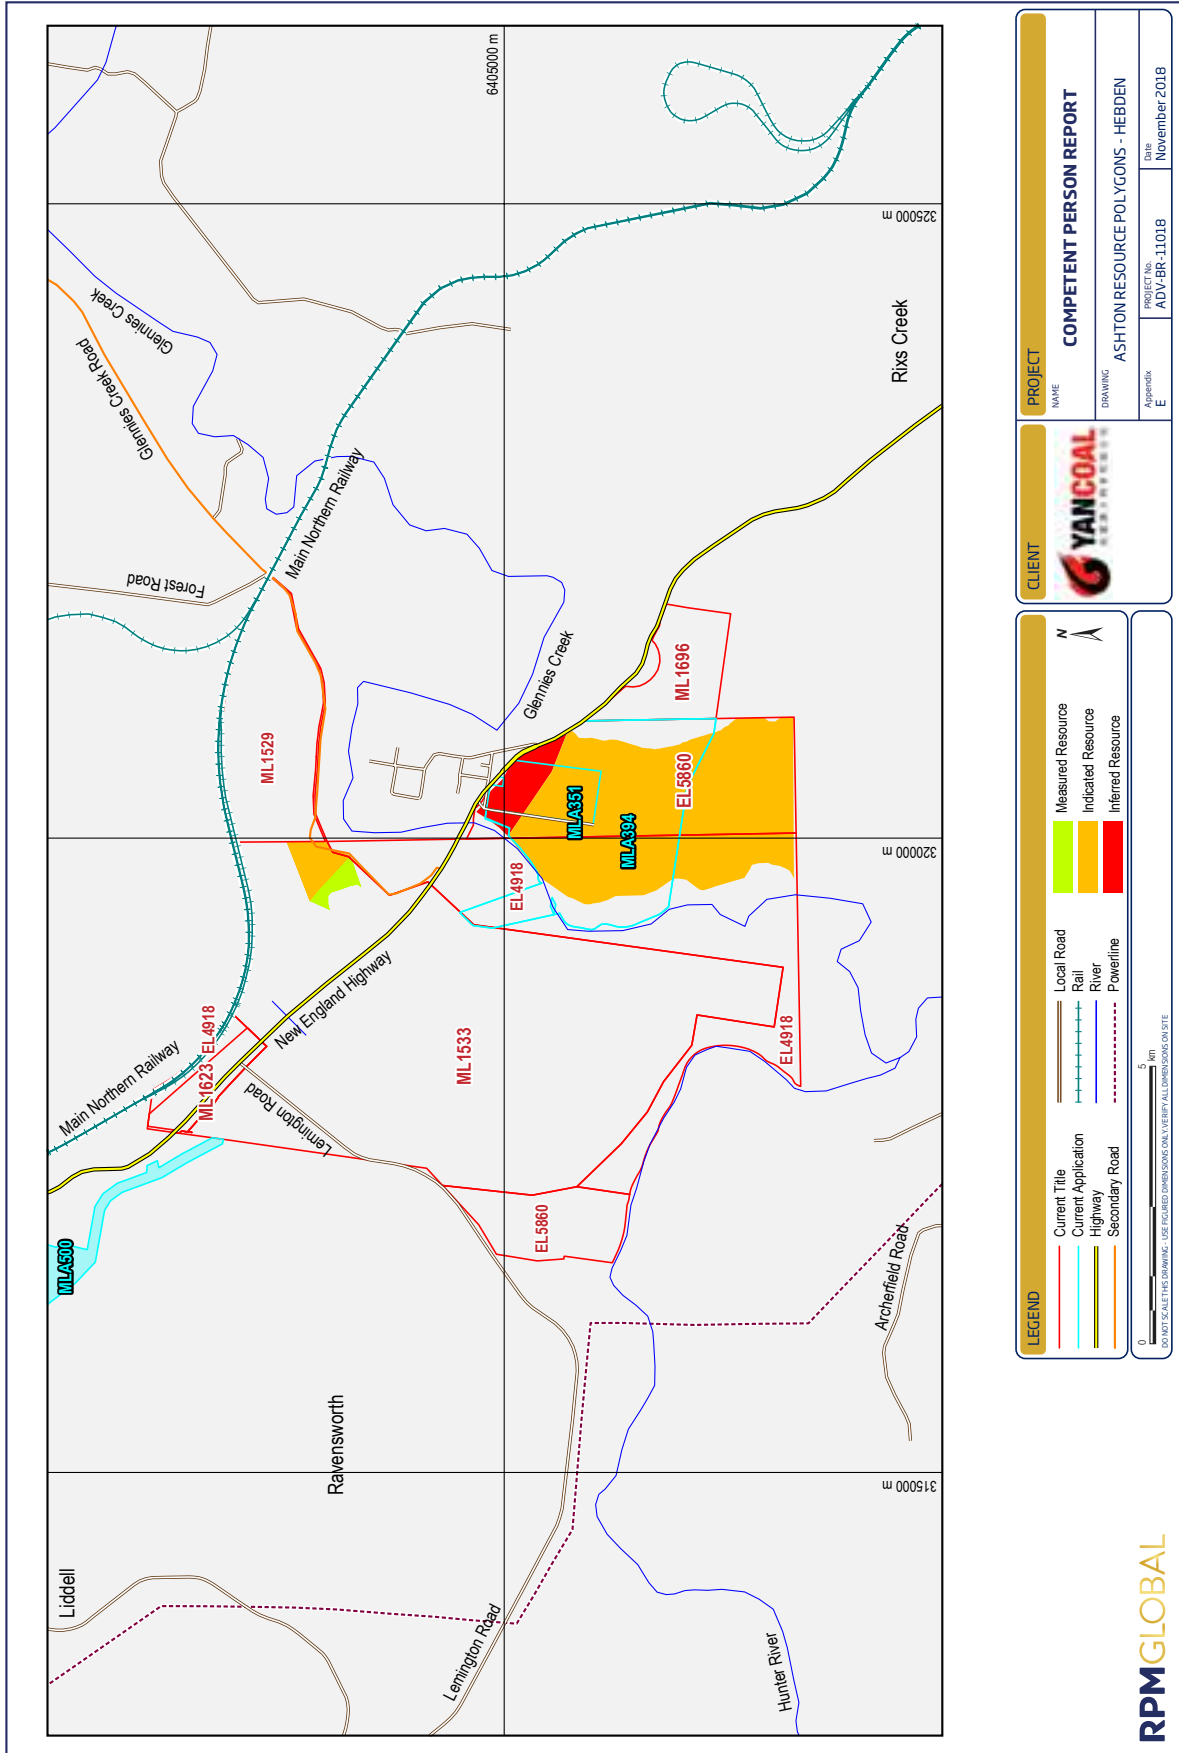 6405000 m
325000 m
320000 m
315000 m
Liddell
Ravensworth
Rixs Creek
MLA500
Main Northern Railway
New England Highway
Lemington Road
Lemington Road
Hunter River
Archerfield Road
Main Northern Railway
Forest Road
Glennies Creek Road
Glennies Creek
Glennies Creek
ML1623
EL4918
ML1529
ML1533
EL5860
EL4918
EL4918
MLA351
MLA394
EL5860
ML1696
LEGEND
Current Title
Current Application
Highway
Secondary Road
Local Road
Rail
River
Powerline
Measured Resource
Indicated Resource
Inferred Resource
N
0
5
km
DO NOT SCALE THIS DRAWING - USE FIGURED DIMENSIONS ONLY. VERIFY ALL DIMENSIONS ON SITE
CLIENT
YANCOAL
PROJECT
NAME
COMPETENT PERSON REPORT
DRAWING
ASHTON RESOURCE POLYGONS - HEBDEN
Appendix
E
PROJECT No.
ADV-BR-11018
Date
November 2018
RPMGLOBAL